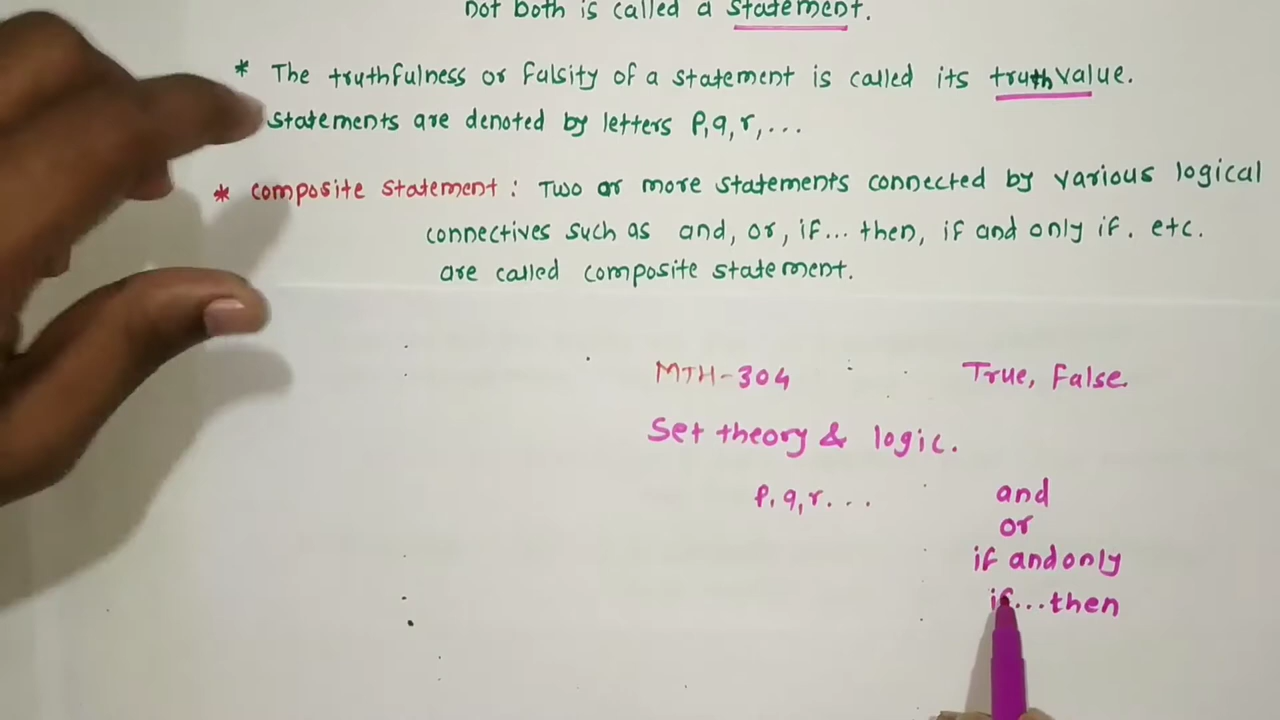 not both is called a statement.
* The truthfulness or falsity of a statement is called its truth value.
statements are denoted by letters p, q, r, ...
* composite statement : Two or more statements connected by various logical
connectives such as and, or, if... then, if and only if. etc.
are called composite statement.
MTH-304
True, False.
Set theory & logic.
p, q, r...
and
or
if and only
if...then